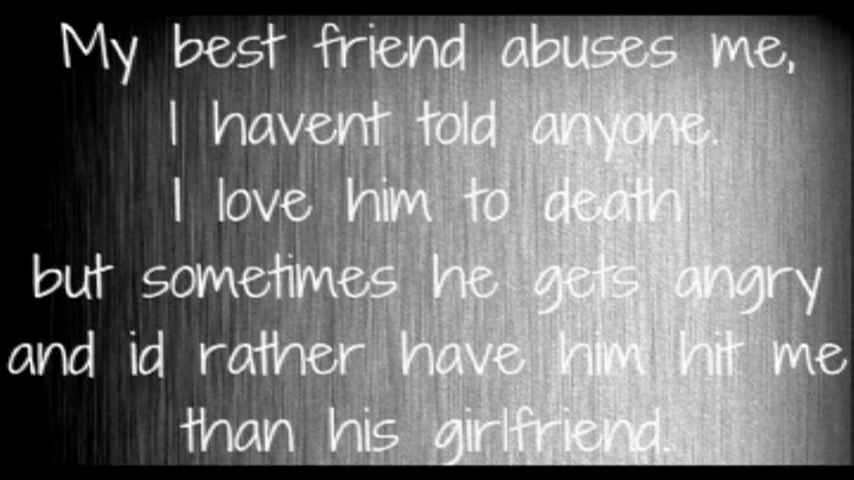 My best friend abuses me,
I havent told anyone.
I love him to death
but sometimes he gets angry
and id rather have him hit me
than his girlfriend.